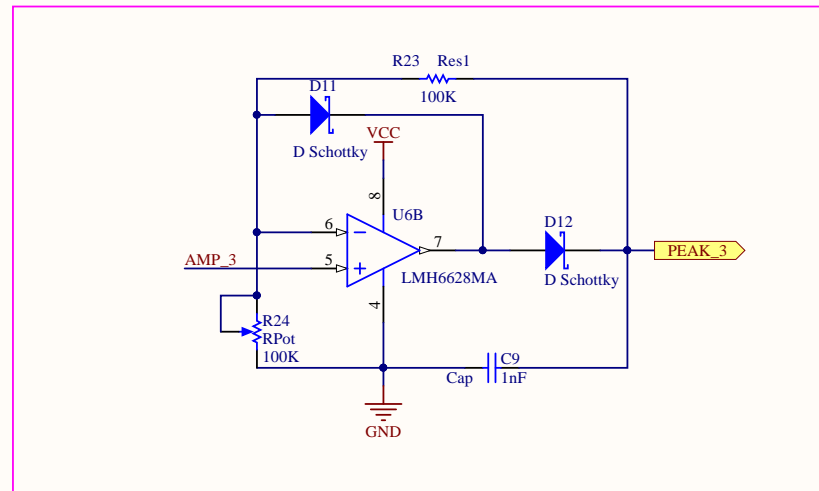 R23 Res1
100K
D11
D Schottky
VCC
8
U6B
6
7
5
AMP_3
LMH6628MA
4
D12
D Schottky
PEAK_3
R24
RPot
100K
C9
Cap
1nF
GND